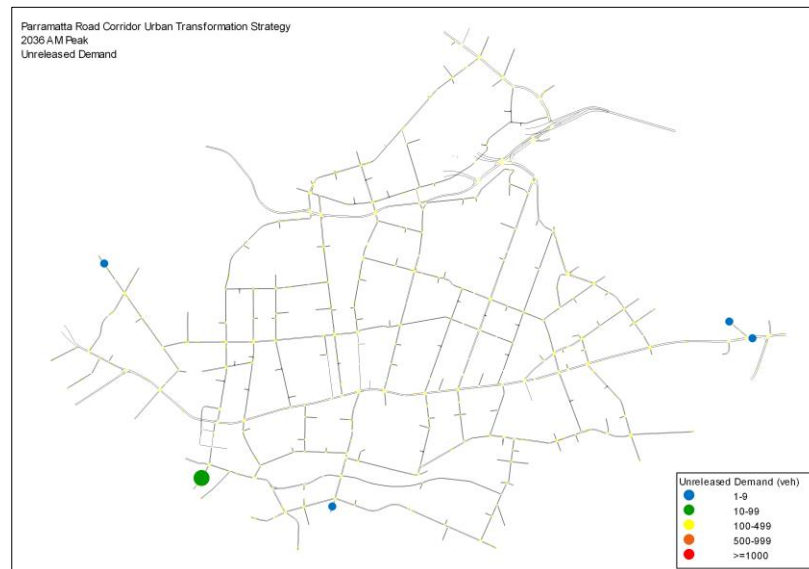 Parramatta Road Corridor Urban Transformation Strategy
2036 AM Peak
Unreleased Demand
Unreleased Demand (veh)
1-9
10-99
100-499
500-999
>=1000